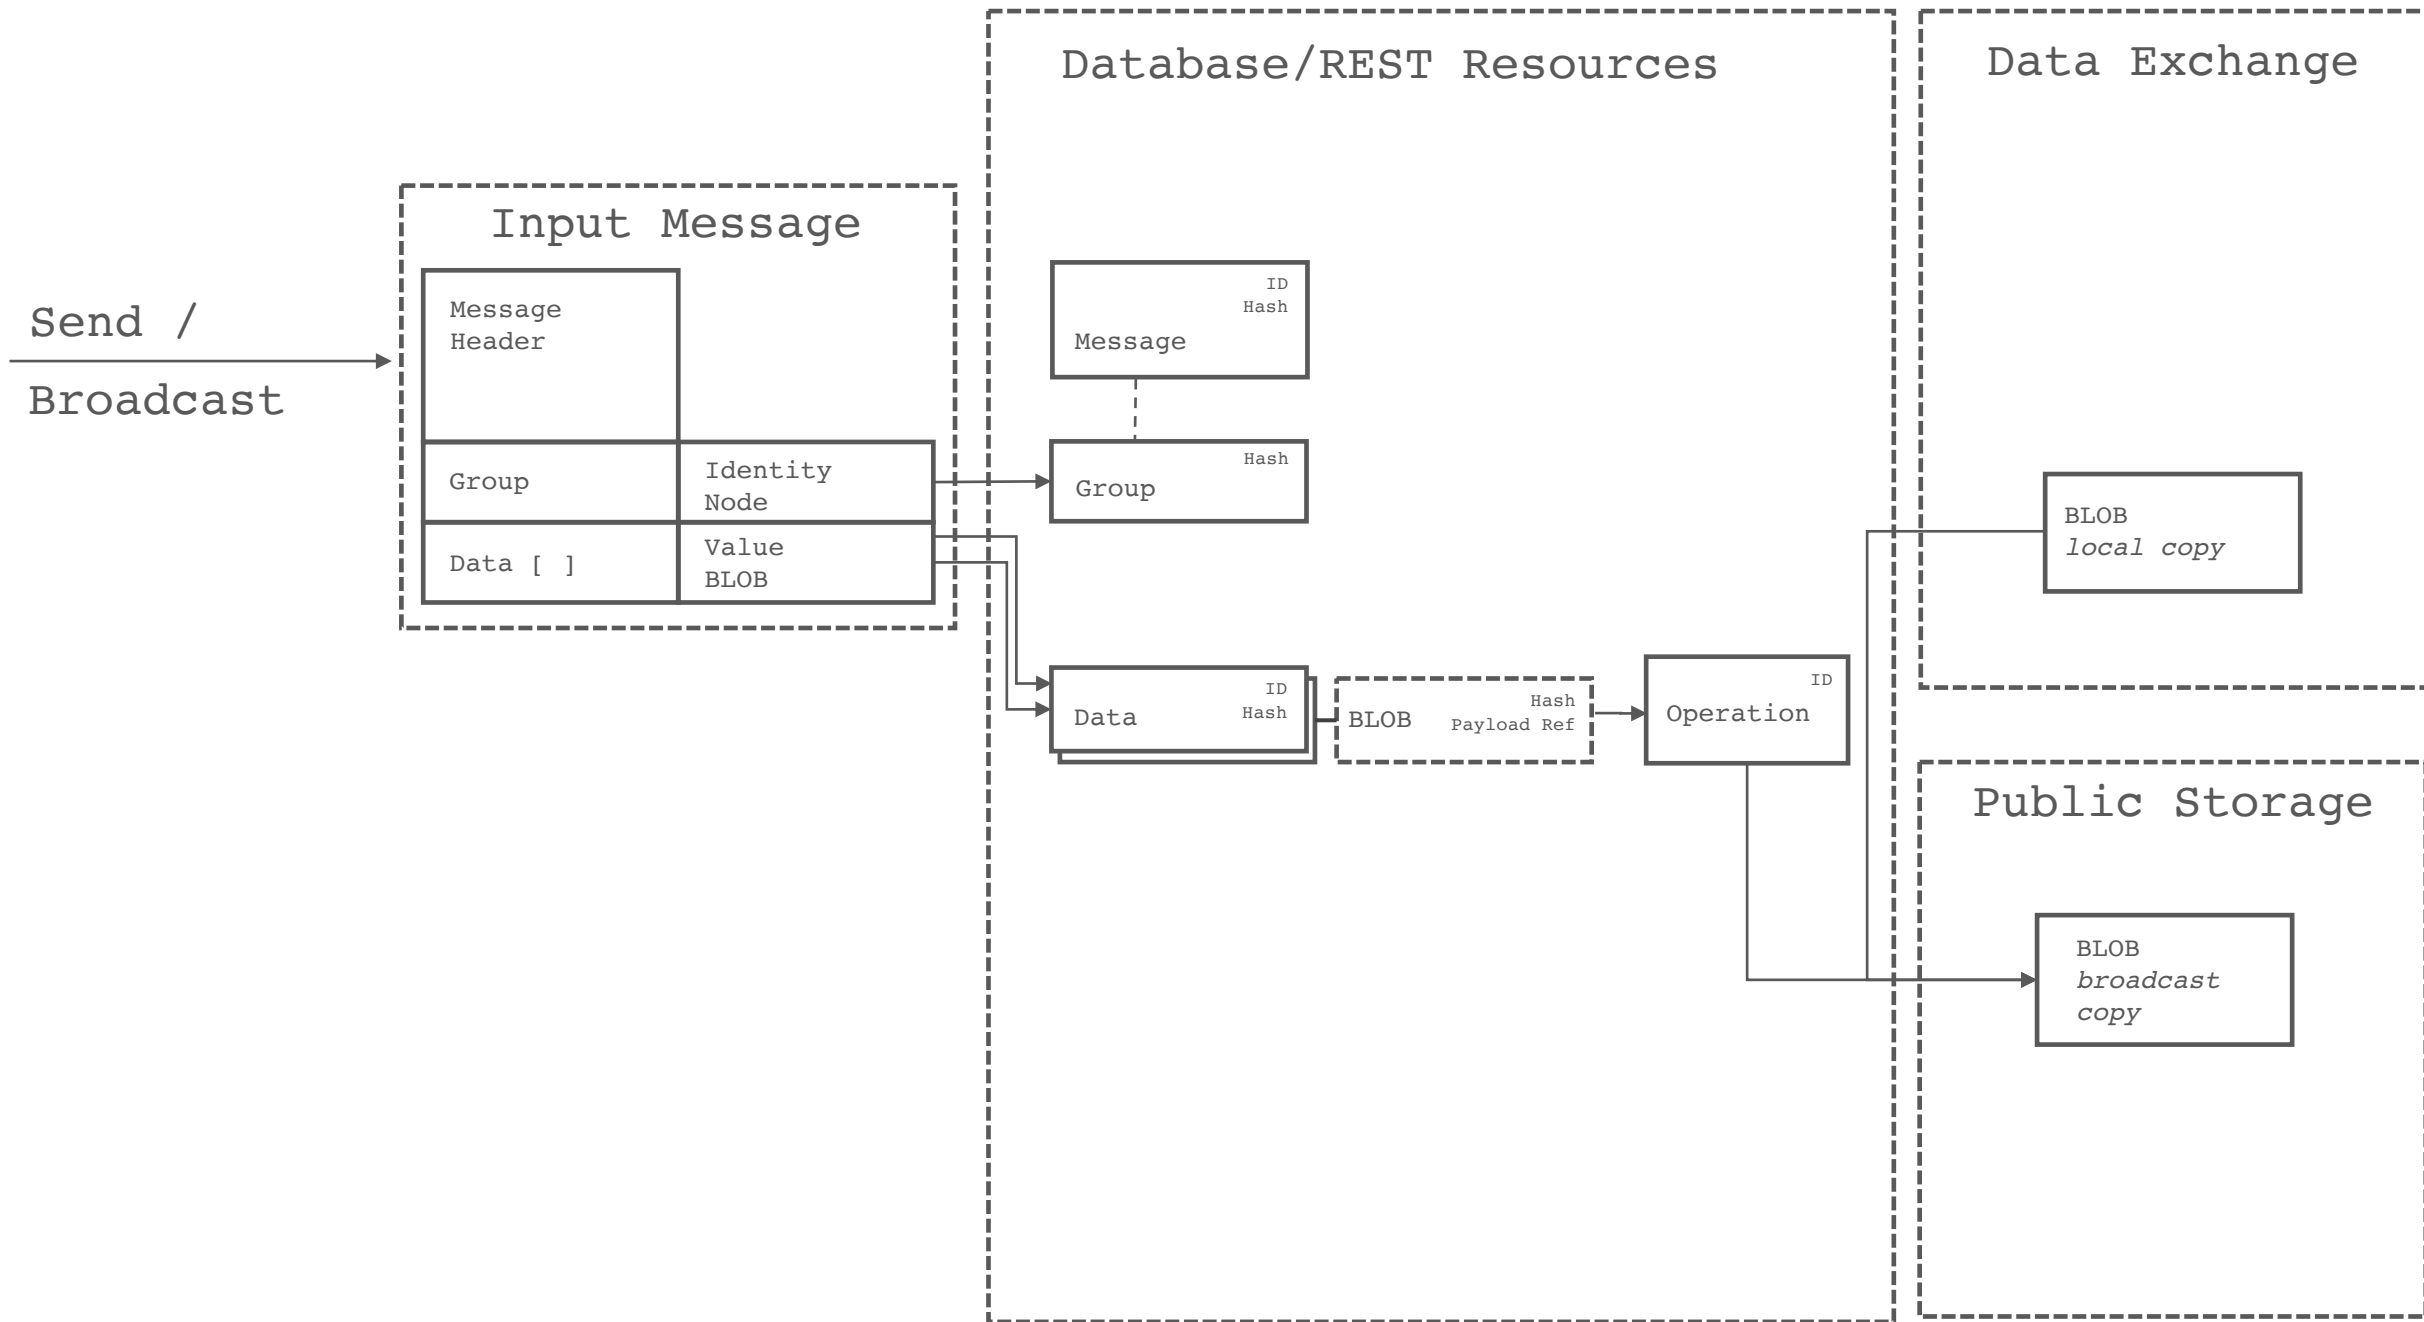 Database/REST Resources
Data Exchange
Input Message
Send /
Broadcast
Message
Header
Group
Identity
Node
Data [ ]
Value
BLOB
ID
Hash
Message
Hash
Group
ID
Hash
Data
BLOB
Hash
Payload Ref
ID
Operation
BLOB
local copy
Public Storage
BLOB
broadcast
copy